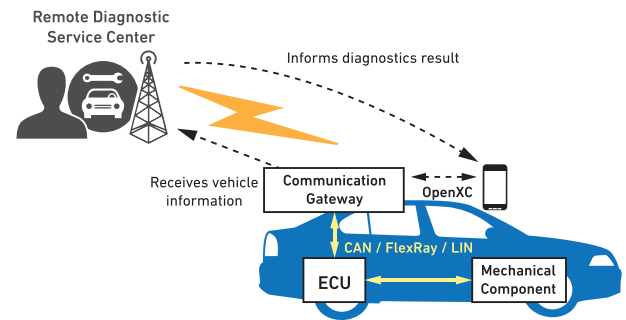 Remote Diagnostic
Service Center
Informs diagnostics result
Receives vehicle
information
Communication
Gateway
OpenXC
CAN / FlexRay / LIN
ECU
Mechanical
Component